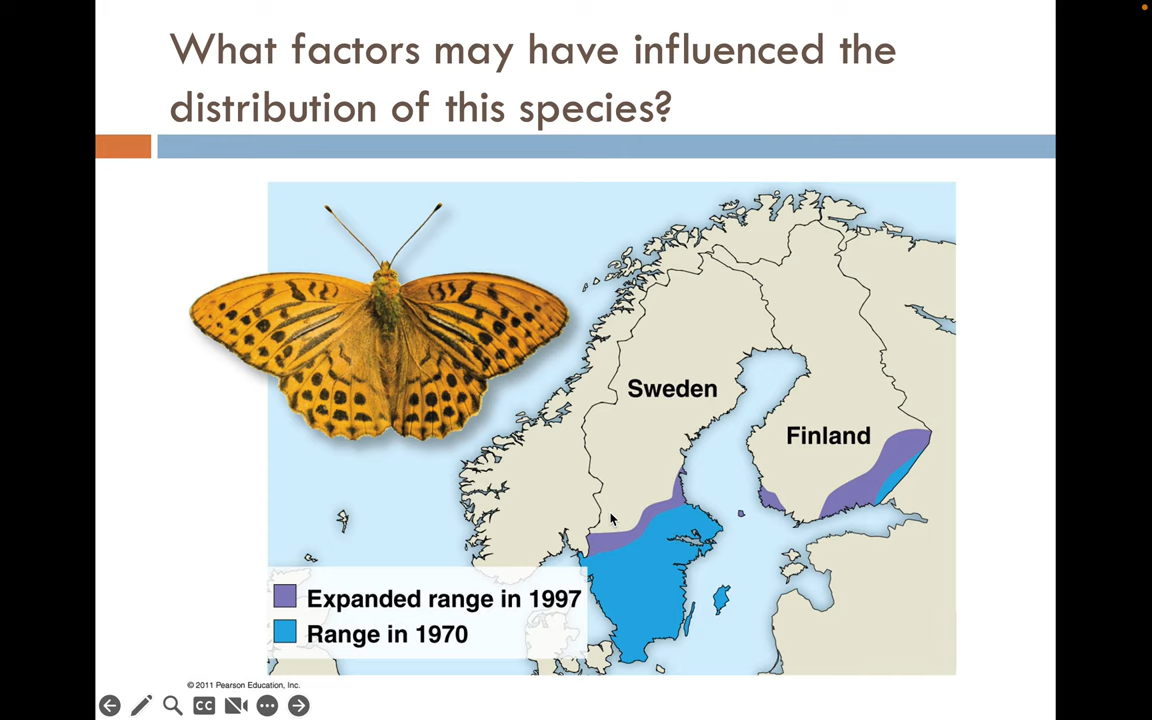 What factors may have influenced the
distribution of this species?
Sweden
Finland
Expanded range in 1997
Range in 1970
© 2011 Pearson Education, Inc.
CC